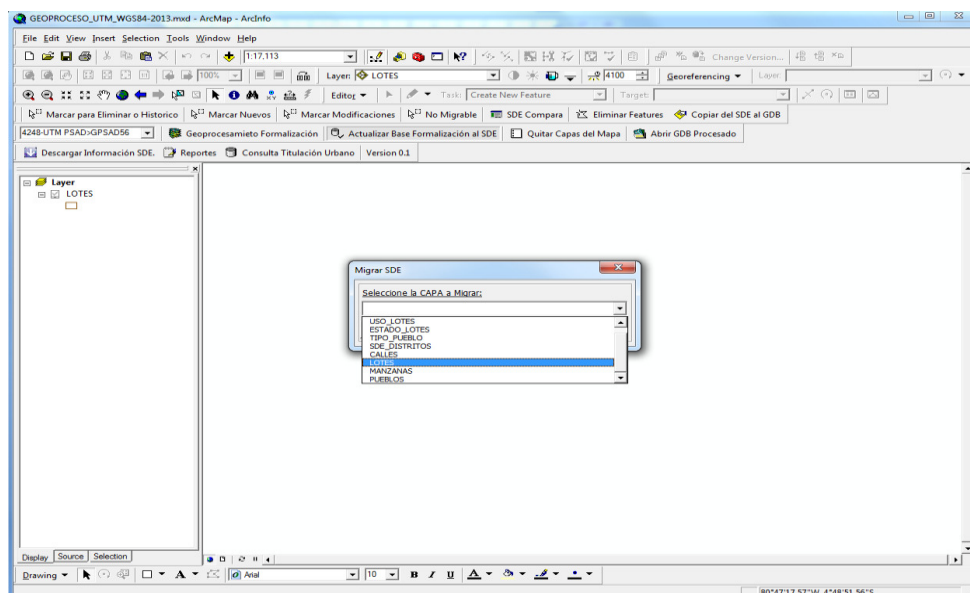 GEOPROCESO_UTM_WGS84-2013.mxd - ArcMap - ArcInfo
File Edit View Insert Selection Tools Window Help
1:17,113 Change Version...
100% Layer: LOTES 4100 Georeferencing Layer:
Editor Task: Create New Feature Target:
Marcar para Eliminar o Historico Marcar Nuevos Marcar Modificaciones No Migrable SDE Compara Eliminar Features Copiar del SDE al GDB
4248-UTM PSAD>GPSAD56 Geoprocesamieto Formalización Actualizar Base Formalización al SDE Quitar Capas del Mapa Abrir GDB Procesado
Descargar Información SDE. Reportes Consulta Titulación Urbano Version 0.1
Layer
LOTES
Migrar SDE
Seleccione la CAPA a Migrar:
USO_LOTES
ESTADO_LOTES
TIPO_PUEBLO
SDE_DISTRITOS
CALLES
LOTES
MANZANAS
PUEBLOS
Display Source Selection
Drawing A Arial 10 B I U A
80°47'17.57"W 4°48'51.56"S